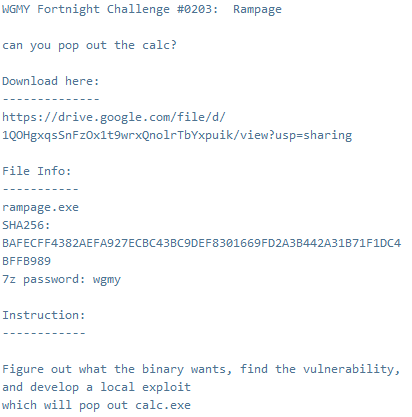 WGMY Fortnight Challenge #0203:  Rampage
can you pop out the calc?
Download here:
--------------
https://drive.google.com/file/d/
1QOHgxqsSnFzOx1t9wrxQnolrTbYxpuik/view?usp=sharing
File Info:
-----------
rampage.exe
SHA256:
BAFECFF4382AEFA927ECBC43BC9DEF8301669FD2A3B442A31B71F1DC4
BFFB989
7z password: wgmy
Instruction:
------------
Figure out what the binary wants, find the vulnerability,
and develop a local exploit
which will pop out calc.exe